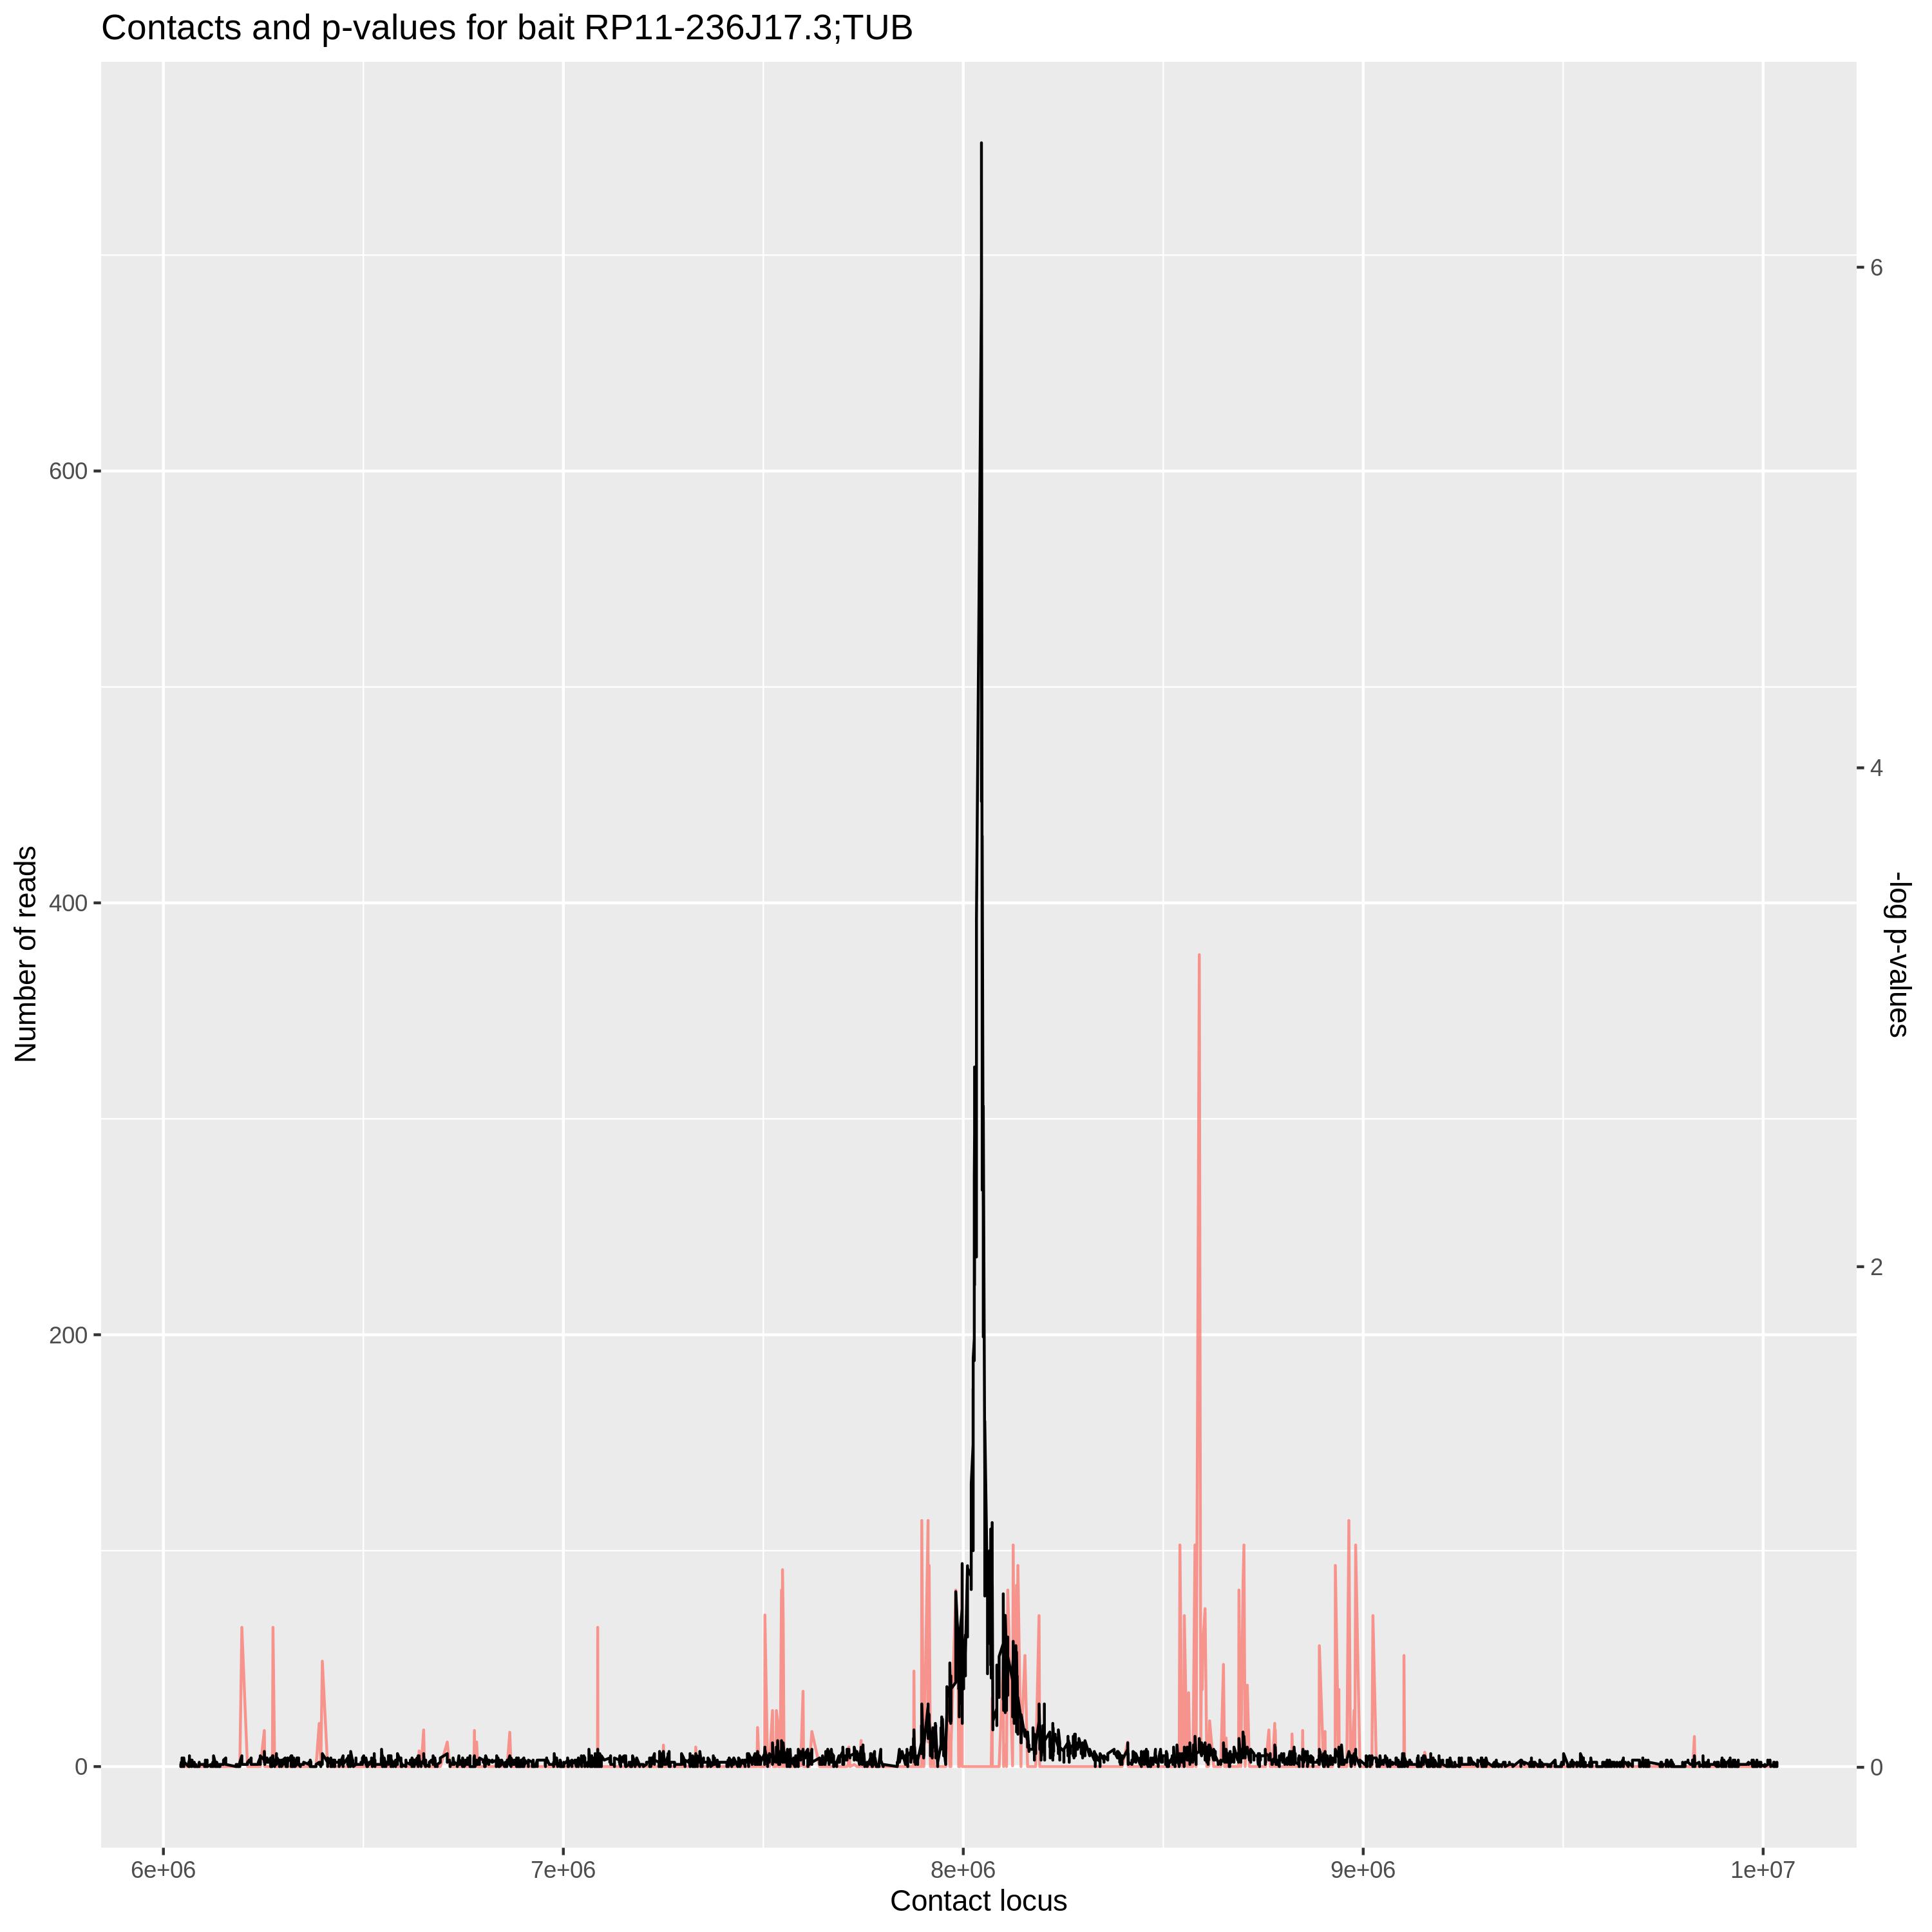 Contacts and p-values for bait RP11-236J17.3;TUB
Number of reads
600
400
200
0
6
4
2
0
-log p-values
6e+06
7e+06
8e+06
9e+06
1e+07
Contact locus